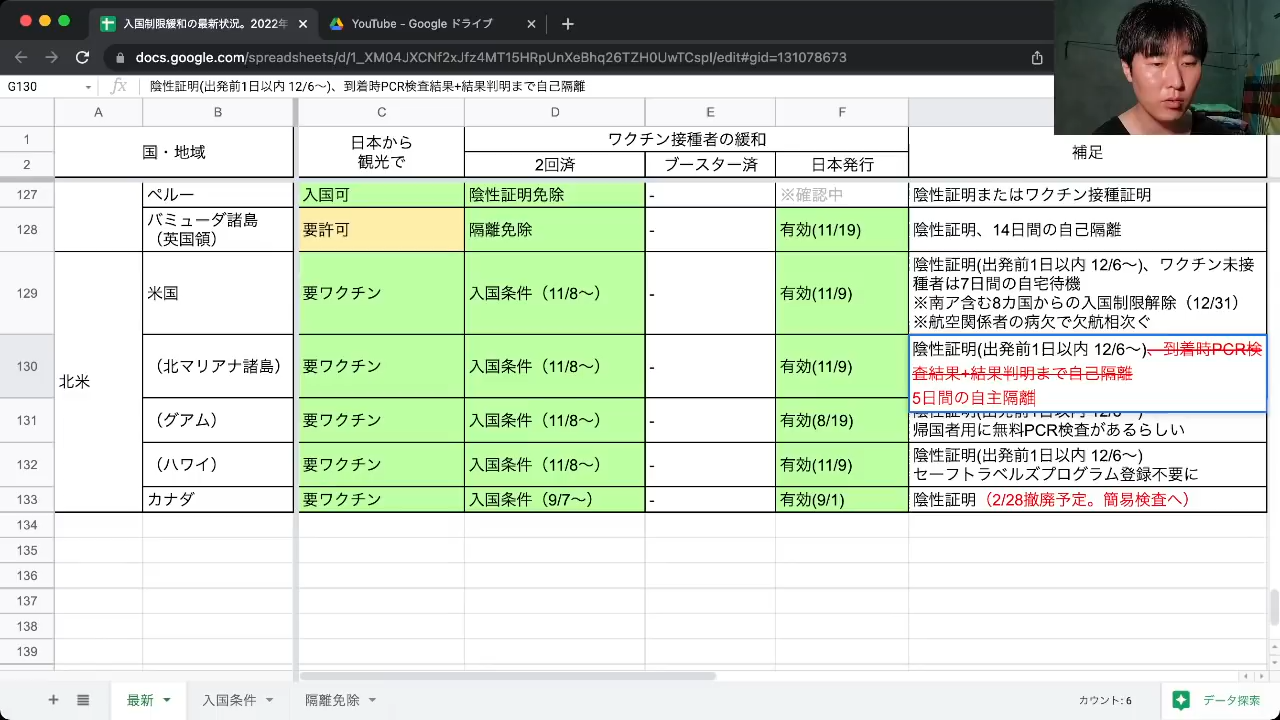 入国制限緩和の最新状況。2022年
YouTube - Google ドライブ
docs.google.com/spreadsheets/d/1_XM04JXCNf2xJfz4MT15HRpUnXeBhq26TZH0UwTCspI/edit#gid=131078673
G130
fx
陰性証明(出発前1日以内 12/6〜)、到着時PCR検査結果+結果判明まで自己隔離
A
B
C
D
E
F
1
国・地域
日本から
観光で
ワクチン接種者の緩和
補足
2
2回済
ブースター済
日本発行
127
ペルー
入国可
陰性証明免除
-
※確認中
陰性証明またはワクチン接種証明
128
バミューダ諸島
（英国領）
要許可
隔離免除
-
有効(11/19)
陰性証明、14日間の自己隔離
北米
129
米国
要ワクチン
入国条件（11/8〜）
-
有効(11/9)
陰性証明(出発前1日以内 12/6〜)、ワクチン未接
種者は7日間の自宅待機
※南ア含む8カ国からの入国制限解除（12/31）
※航空関係者の病欠で欠航相次ぐ
130
（北マリアナ諸島）
要ワクチン
入国条件（11/8〜）
-
有効(11/9)
陰性証明(出発前1日以内 12/6〜)、到着時PCR検
査結果+結果判明まで自己隔離
5日間の自主隔離
131
（グアム）
要ワクチン
入国条件（11/8〜）
-
有効(8/19)
帰国者用に無料PCR検査があるらしい
132
（ハワイ）
要ワクチン
入国条件（11/8〜）
-
有効(11/9)
陰性証明(出発前1日以内 12/6〜)
セーフトラベルズプログラム登録不要に
133
カナダ
要ワクチン
入国条件（9/7〜）
-
有効(9/1)
陰性証明（2/28撤廃予定。簡易検査へ）
134
135
136
137
138
139
最新
入国条件
隔離免除
カウント: 6
データ探索